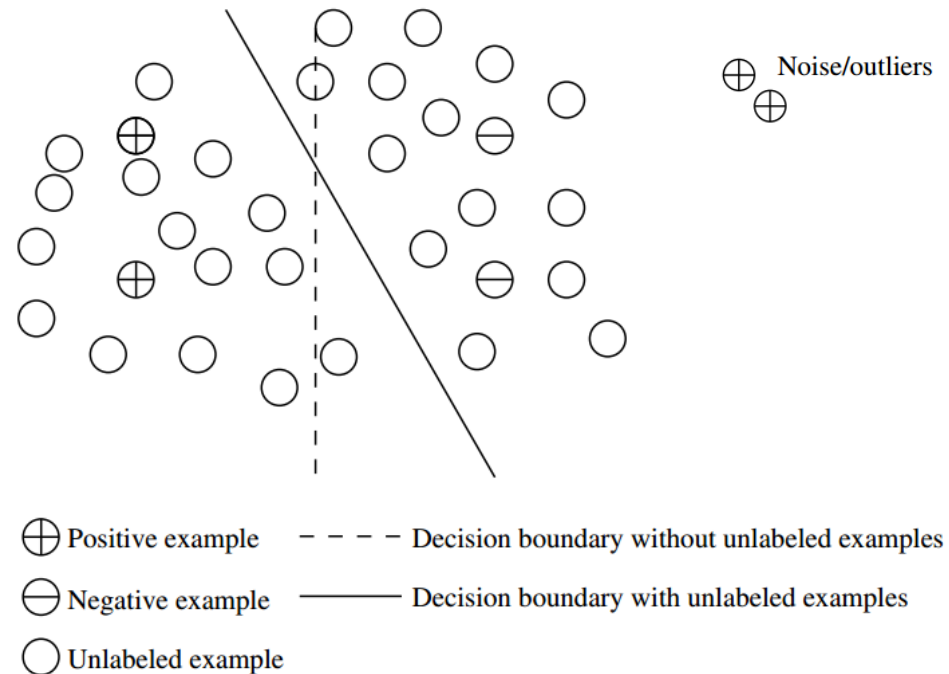 Noise/outliers
Positive example
Decision boundary without unlabeled examples
Negative example
Decision boundary with unlabeled examples
Unlabeled example